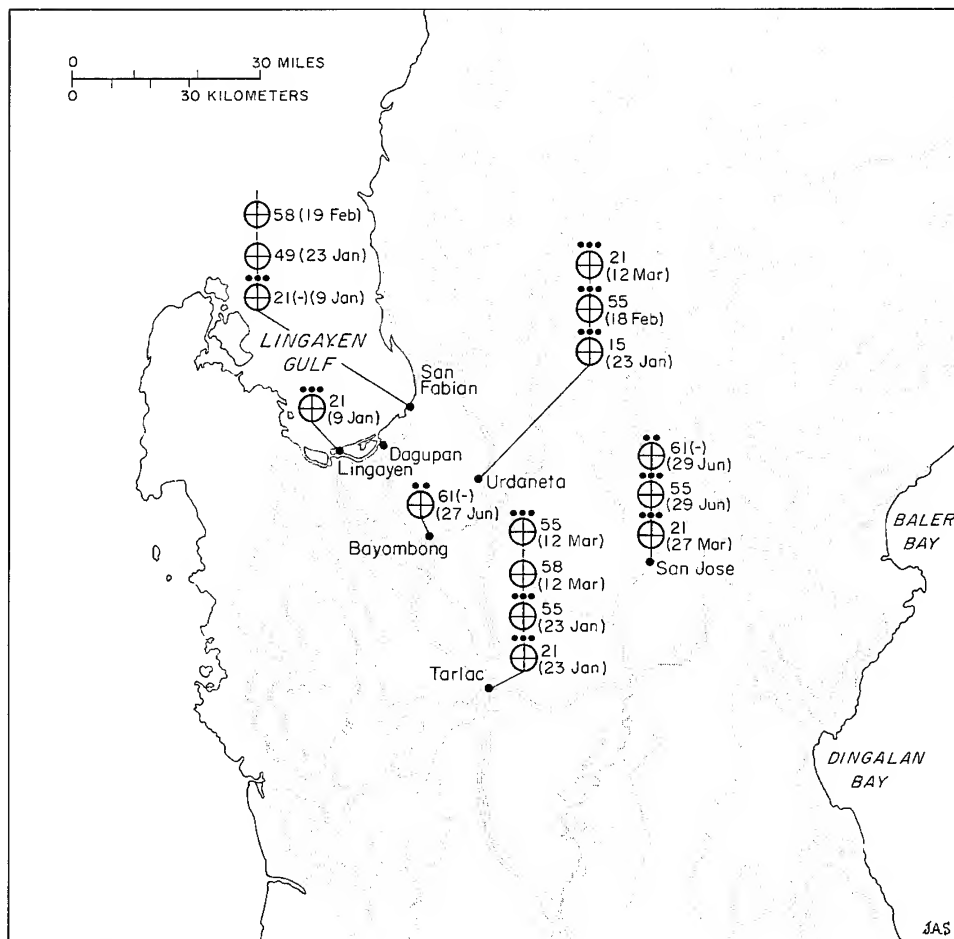 0 30 MILES
0 30 KILOMETERS
58 (19 Feb)
49 (23 Jan)
21(-)(9 Jan)
LINGAYEN
GULF
San
Fabian
21
(9 Jan)
Lingayen
Dagupan
21
(12 Mar)
55
(18 Feb)
15
(23 Jan)
Urdaneta
61(-)
(27 Jun)
Bayombong
61(-)
(29 Jun)
55
(29 Jun)
21
(27 Mar)
San Jose
55
(12 Mar)
58
(12 Mar)
55
(23 Jan)
21
(23 Jan)
Tarlac
BALER
BAY
DINGALAN
BAY
JAS